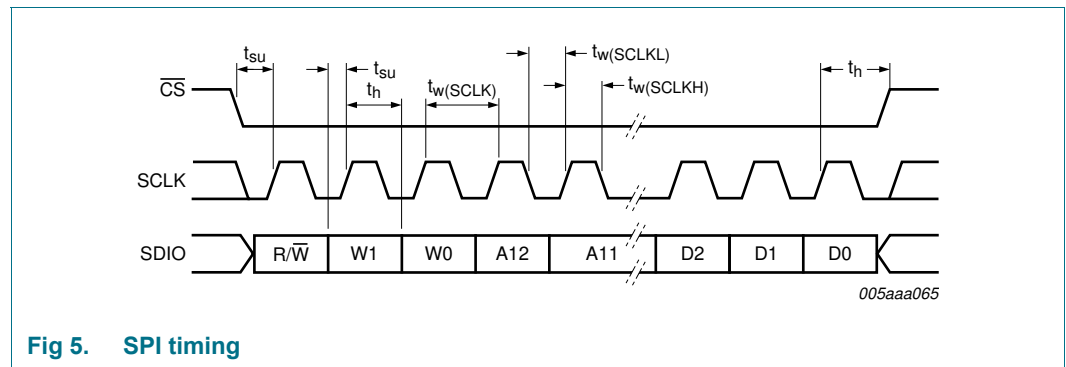 tsu
tsu
th
tw(SCLK)
tw(SCLKL)
tw(SCLKH)
th
CS
SCLK
SDIO
R/W
W1
W0
A12
A11
D2
D1
D0
005aaa065
Fig 5. SPI timing